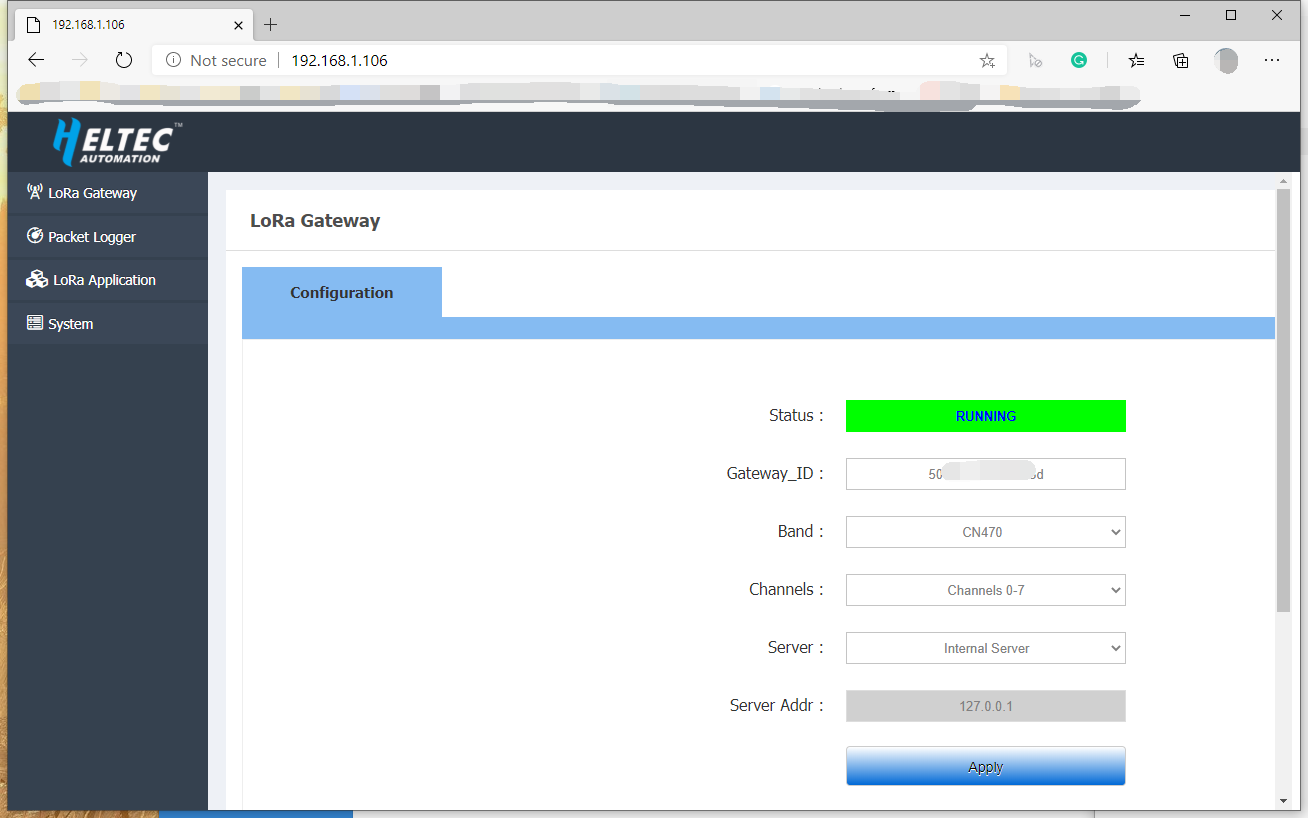 192.168.1.106
Not secure
192.168.1.106
HELTEC™
AUTOMATION
LoRa Gateway
Packet Logger
LoRa Application
System
LoRa Gateway
Configuration
Status :
RUNNING
Gateway_ID :
50
Band :
CN470
Channels :
Channels 0-7
Server :
Internal Server
Server Addr :
127.0.0.1
Apply